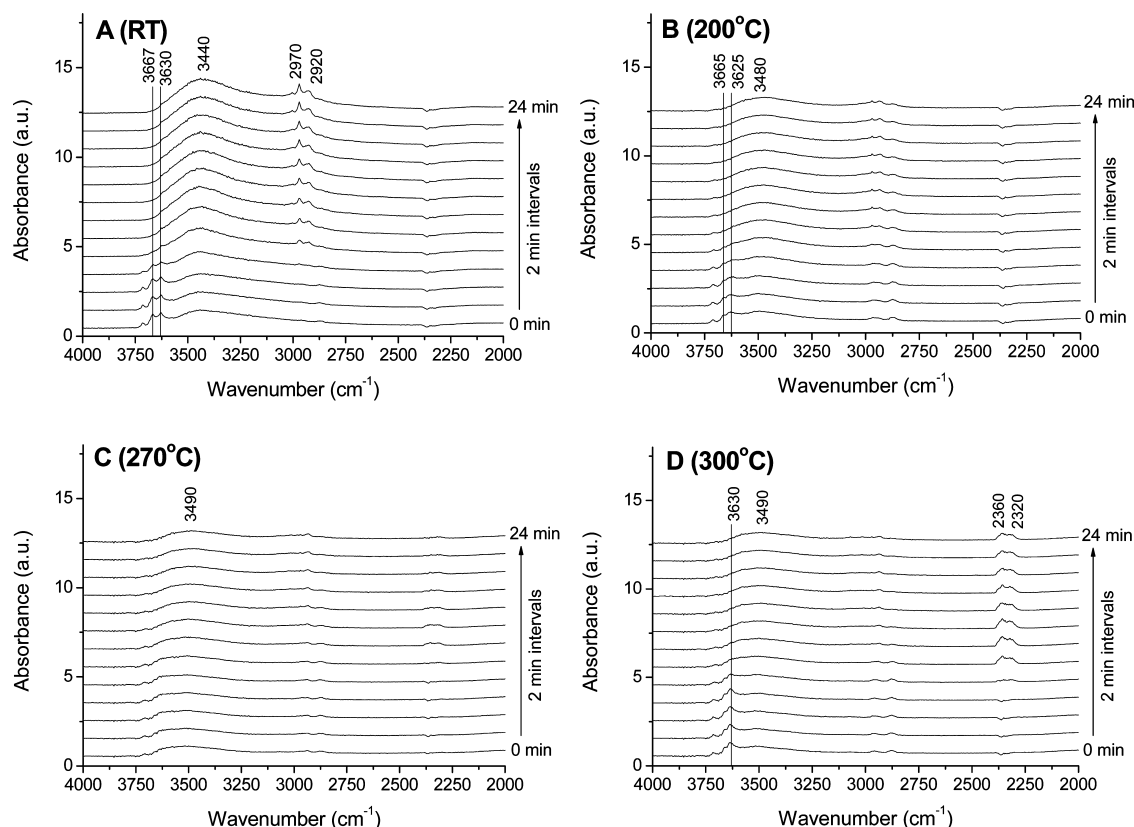 A (RT)
3667
3630
3440
2970
2920
24 min
2 min intervals
0 min
15
10
5
0
4000 3750 3500 3250 3000 2750 2500 2250 2000
Absorbance (a.u.)
Wavenumber (cm⁻¹)
B (200°C)
3665
3625
3480
24 min
2 min intervals
0 min
15
10
5
0
4000 3750 3500 3250 3000 2750 2500 2250 2000
Absorbance (a.u.)
Wavenumber (cm⁻¹)
C (270°C)
3490
24 min
2 min intervals
0 min
15
10
5
0
4000 3750 3500 3250 3000 2750 2500 2250 2000
Absorbance (a.u.)
Wavenumber (cm⁻¹)
D (300°C)
3630
3490
2360
2320
24 min
2 min intervals
0 min
15
10
5
0
4000 3750 3500 3250 3000 2750 2500 2250 2000
Absorbance (a.u.)
Wavenumber (cm⁻¹)